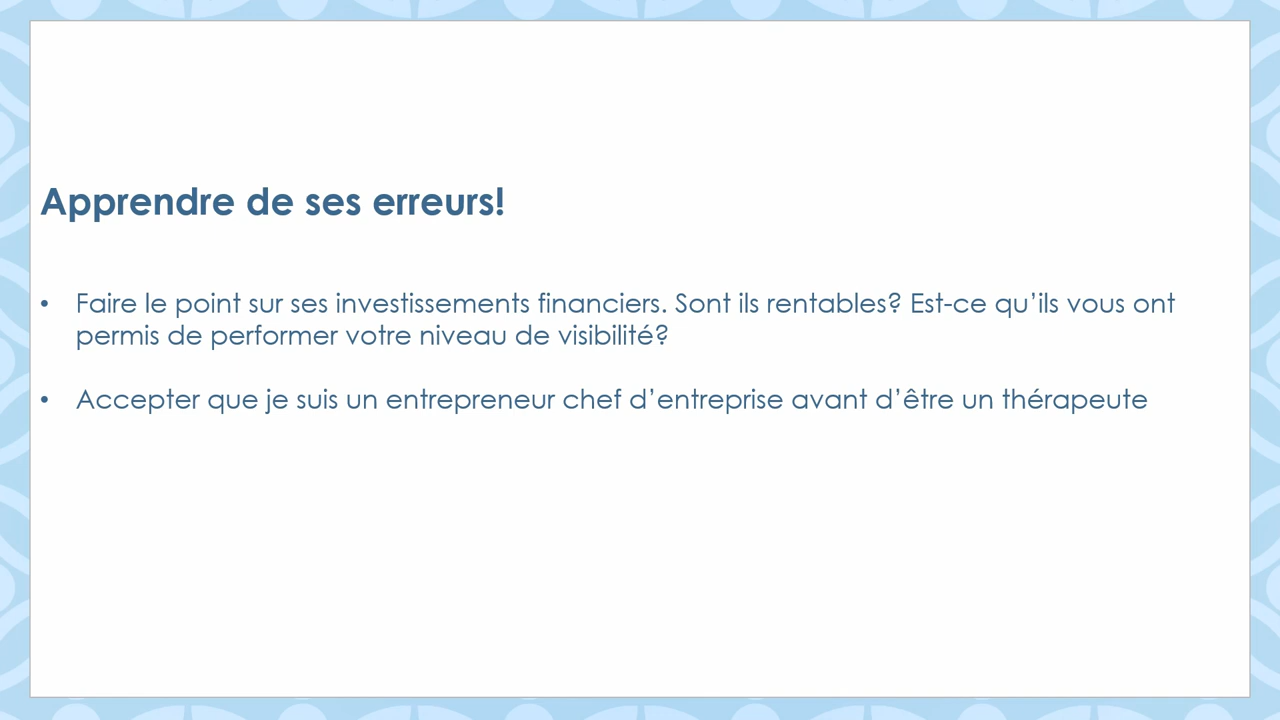 Apprendre de ses erreurs!
• Faire le point sur ses investissements financiers. Sont ils rentables? Est-ce qu’ils vous ont
permis de performer votre niveau de visibilité?
• Accepter que je suis un entrepreneur chef d’entreprise avant d’être un thérapeute